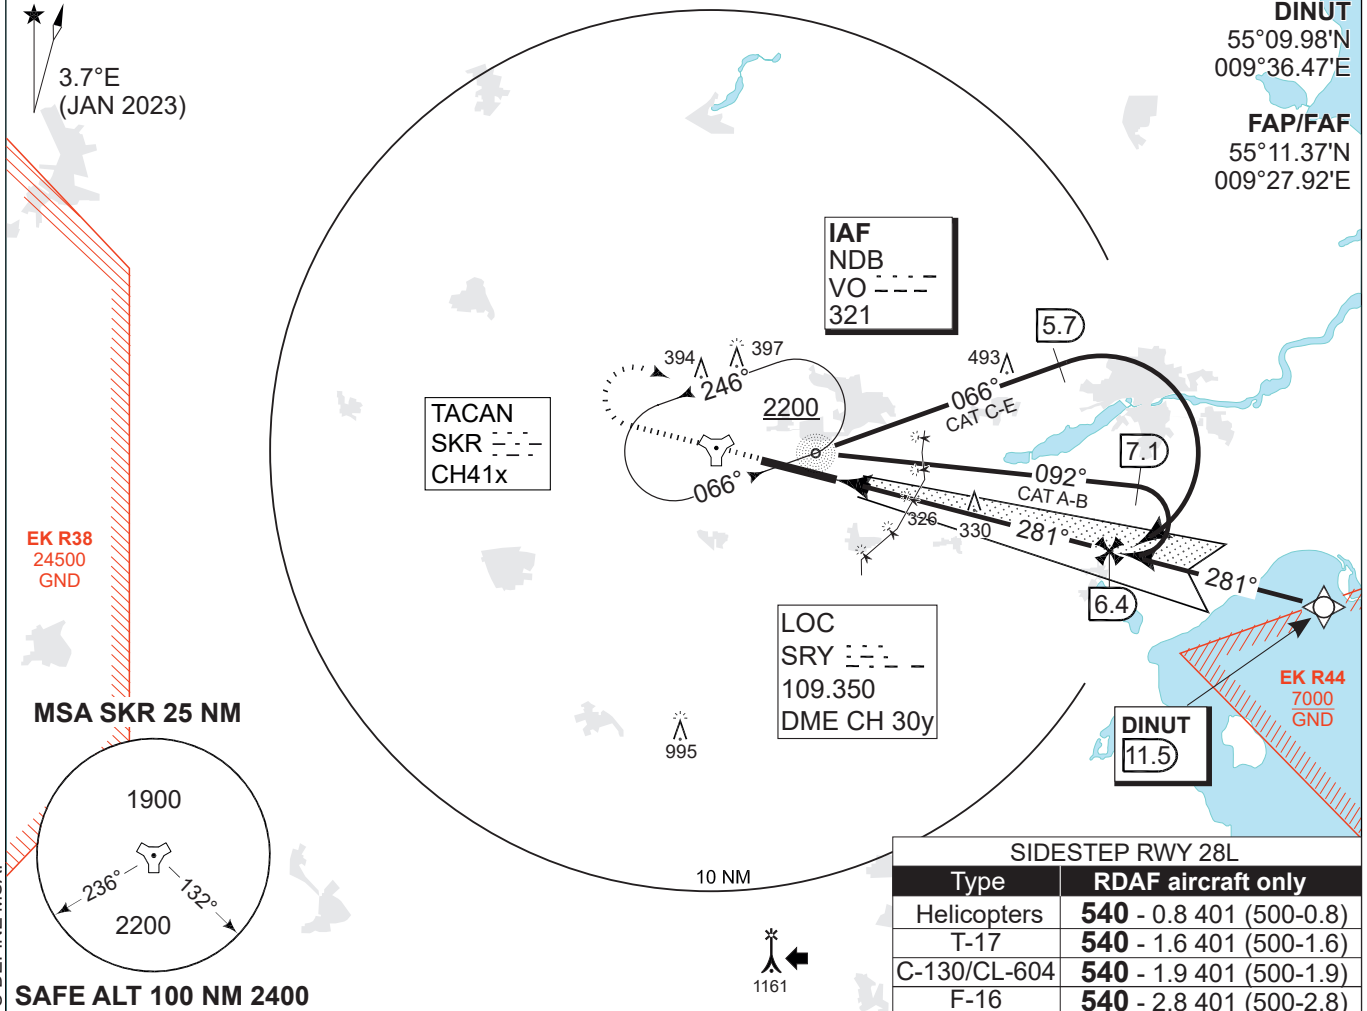 3.7°E
(JAN 2023)
DINUT
55°09.98'N
009°36.47'E
FAP/FAF
55°11.37'N
009°27.92'E
IAF
NDB
VO
321
5.7
394
397
493
246°
2200
066°
CAT C-E
TACAN
SKR
CH41x
7.1
092°
CAT A-B
066°
326
330
281°
EK R38
24500
GND
281°
6.4
LOC
SRY
109.350
DME CH 30y
EK R44
7000
GND
DINUT
11.5
MSA SKR 25 NM
995
1900
236°
132°
2200
10 NM
SAFE ALT 100 NM 2400
1161
SIDESTEP RWY 28L
Type RDAF aircraft only
Helicopters 540 - 0.8 401 (500-0.8)
T-17 540 - 1.6 401 (500-1.6)
C-130/CL-604 540 - 1.9 401 (500-1.9)
F-16 540 - 2.8 401 (500-2.8)